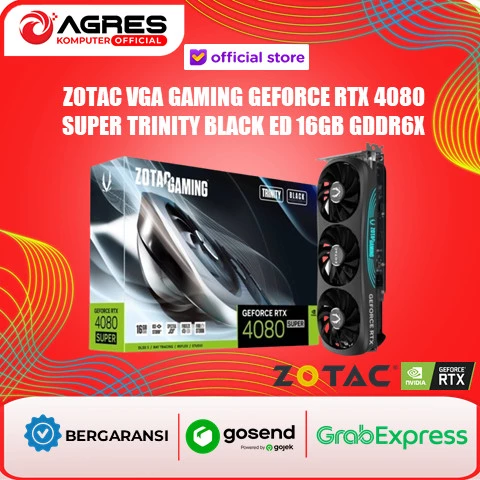 AGRES
KOMPUTER OFFICIAL
official store
ZOTAC VGA GAMING GEFORCE RTX 4080
SUPER TRINITY BLACK ED 16GB GDDR6X
ZOTAC GAMING
TRINITY BLACK
GEFORCE RTX
4080
SUPER
16GB
GEFORCE RTX
4080 SUPER
ZOTAC GAMING
GEFORCE RTX
ZOTAC
NVIDIA
GEFORCE
RTX
BERGARANSI
gosend
Powered by gojek
GrabExpress